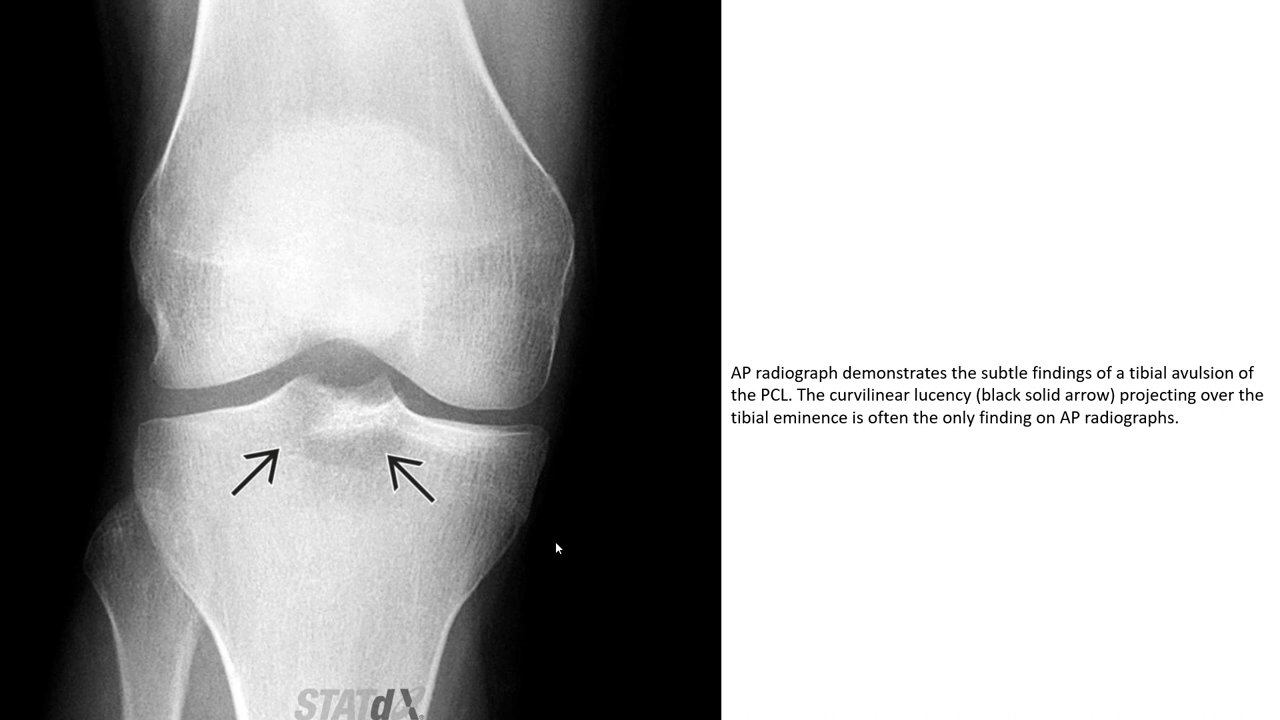 AP radiograph demonstrates the subtle findings of a tibial avulsion of
the PCL. The curvilinear lucency (black solid arrow) projecting over the
tibial eminence is often the only finding on AP radiographs.
STATdx